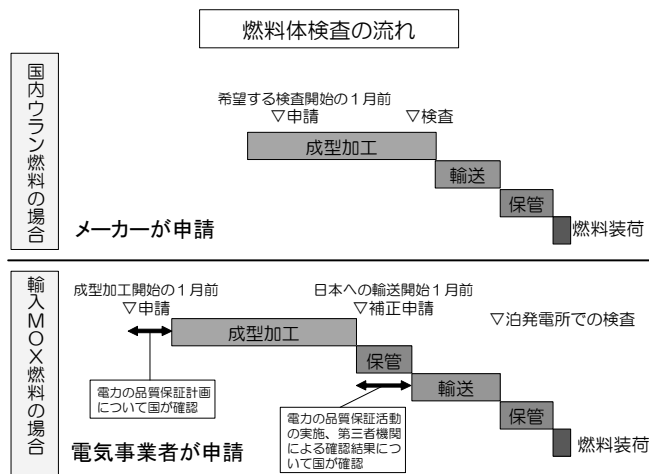 燃料体検査の流れ
国内ウラン燃料の場合
希望する検査開始の1月前
▽申請
▽検査
成型加工
輸送
保管
燃料装荷
メーカーが申請
輸入MOX燃料の場合
成型加工開始の1月前
▽申請
日本への輸送開始1月前
▽補正申請
▽泊発電所での検査
成型加工
保管
輸送
保管
燃料装荷
電力の品質保証計画
について国が確認
電力の品質保証活動
の実施、第三者機関
による確認結果につ
いて国が確認
電気事業者が申請